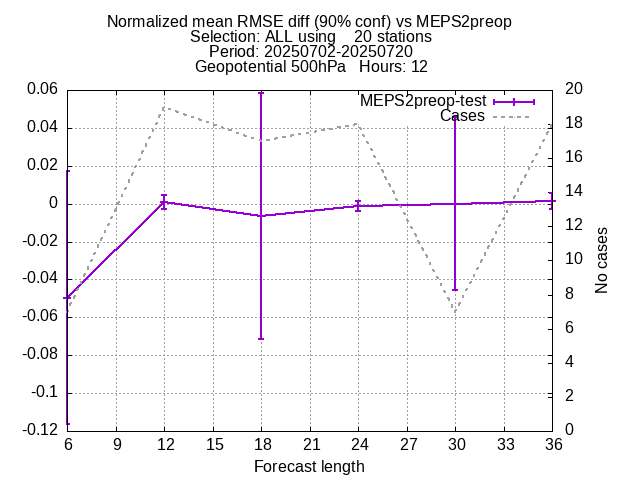 Normalized mean RMSE diff (90% conf) vs MEPS2preop
Selection: ALL using    20 stations
Period: 20250702-20250720
Geopotential 500hPa   Hours: 12
MEPS2preop-test
Cases
0.06
0.04
0.02
0
-0.02
-0.04
-0.06
-0.08
-0.1
-0.12
20
18
16
14
12
10
8
6
4
2
0
No cases
6 9 12 15 18 21 24 27 30 33 36
Forecast length